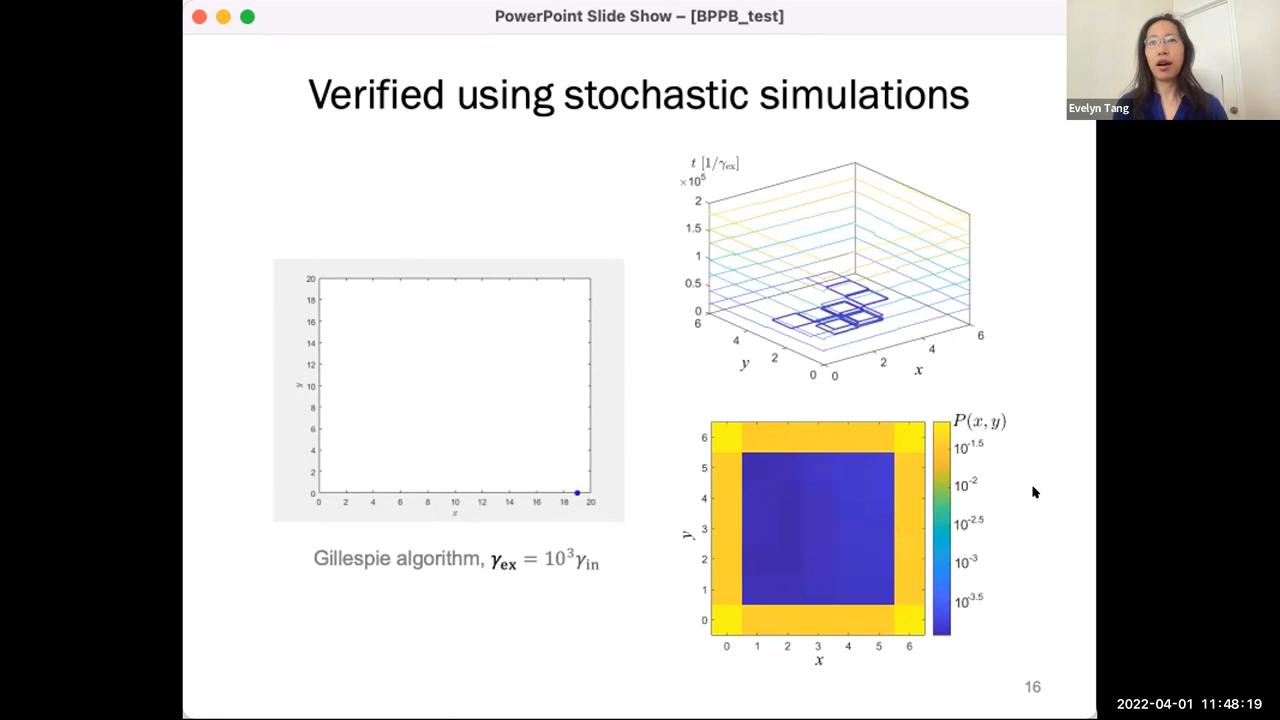 PowerPoint Slide Show – [BPPB_test]
Evelyn Tang
Verified using stochastic simulations
t [1/γex]
×10^5
2
1.5
1
0.5
0
6
4
2
0
y
0
2
4
6
x
20
18
16
14
12
10
8
6
4
2
0
y
0 2 4 6 8 10 12 14 16 18 20
x
Gillespie algorithm, γex = 10³γin
P(x, y)
6
5
4
3
2
1
0
y
0 1 2 3 4 5 6
x
10^-1.5
10^-2
10^-2.5
10^-3
10^-3.5
16
2022-04-01 11:48:19